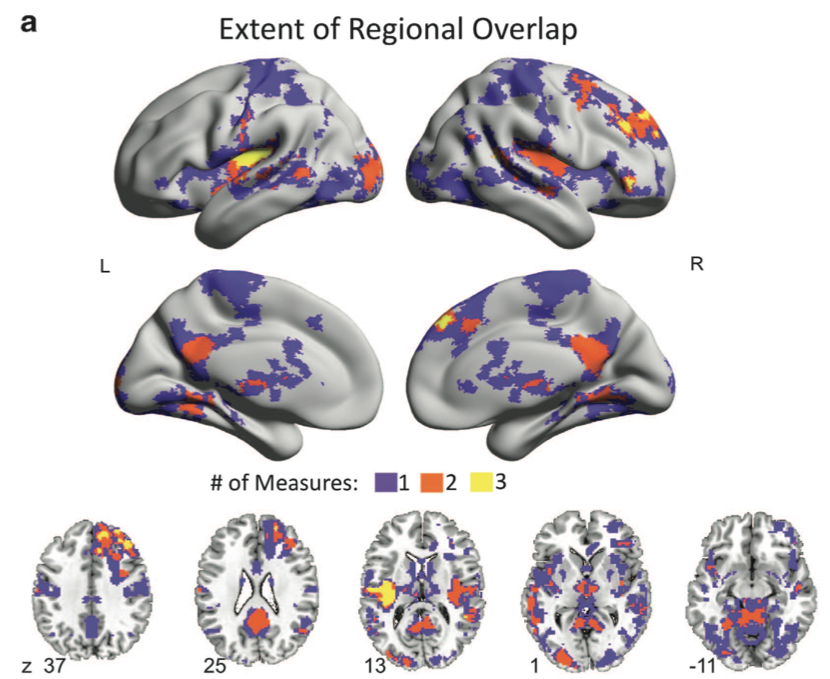 a
Extent of Regional Overlap
L
R
# of Measures: 1 2 3
z 37 25 13 1 -11